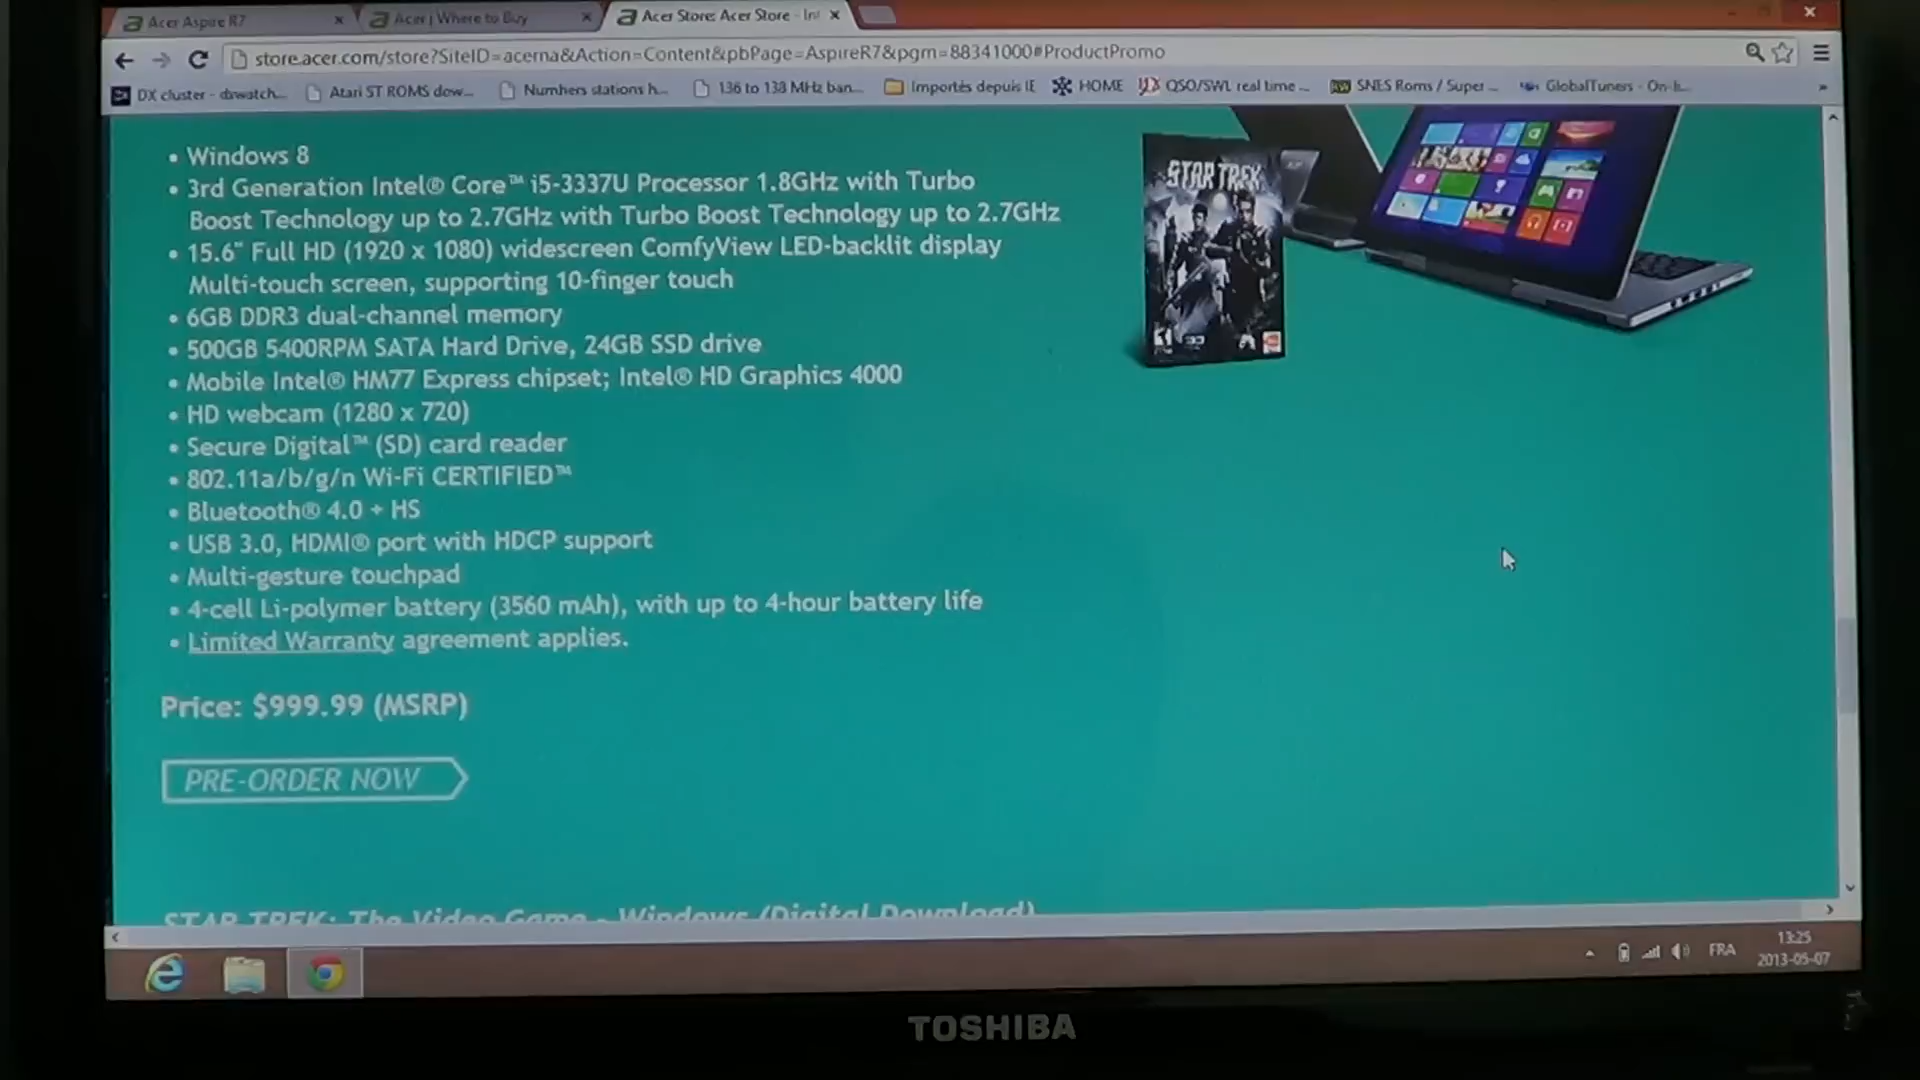 Acer Aspire R7
Acer | Where to Buy
Acer Store: Acer Store - Int
store.acer.com/store?SiteID=acerna&Action=Content&pbPage=AspireR7&pgm=88341000#ProductPromo
DX cluster - dxwatch...
Atari ST ROMS dow...
Numbers stations h...
136 to 138 MHz ban...
Importés depuis IE
HOME
QSO/SWL real time ...
SNES Roms / Super ...
GlobalTuners - On-li...
»
STAR TREK
• Windows 8
• 3rd Generation Intel® Core™ i5-3337U Processor 1.8GHz with Turbo
Boost Technology up to 2.7GHz with Turbo Boost Technology up to 2.7GHz
• 15.6" Full HD (1920 x 1080) widescreen ComfyView LED-backlit display
Multi-touch screen, supporting 10-finger touch
• 6GB DDR3 dual-channel memory
• 500GB 5400RPM SATA Hard Drive, 24GB SSD drive
• Mobile Intel® HM77 Express chipset; Intel® HD Graphics 4000
• HD webcam (1280 x 720)
• Secure Digital™ (SD) card reader
• 802.11a/b/g/n Wi-Fi CERTIFIED™
• Bluetooth® 4.0 + HS
• USB 3.0, HDMI® port with HDCP support
• Multi-gesture touchpad
• 4-cell Li-polymer battery (3560 mAh), with up to 4-hour battery life
• Limited Warranty agreement applies.
Price: $999.99 (MSRP)
PRE-ORDER NOW
STAR TREK: The Video Game - Windows (Digital Download)
FRA
13:25
2013-05-07
TOSHIBA